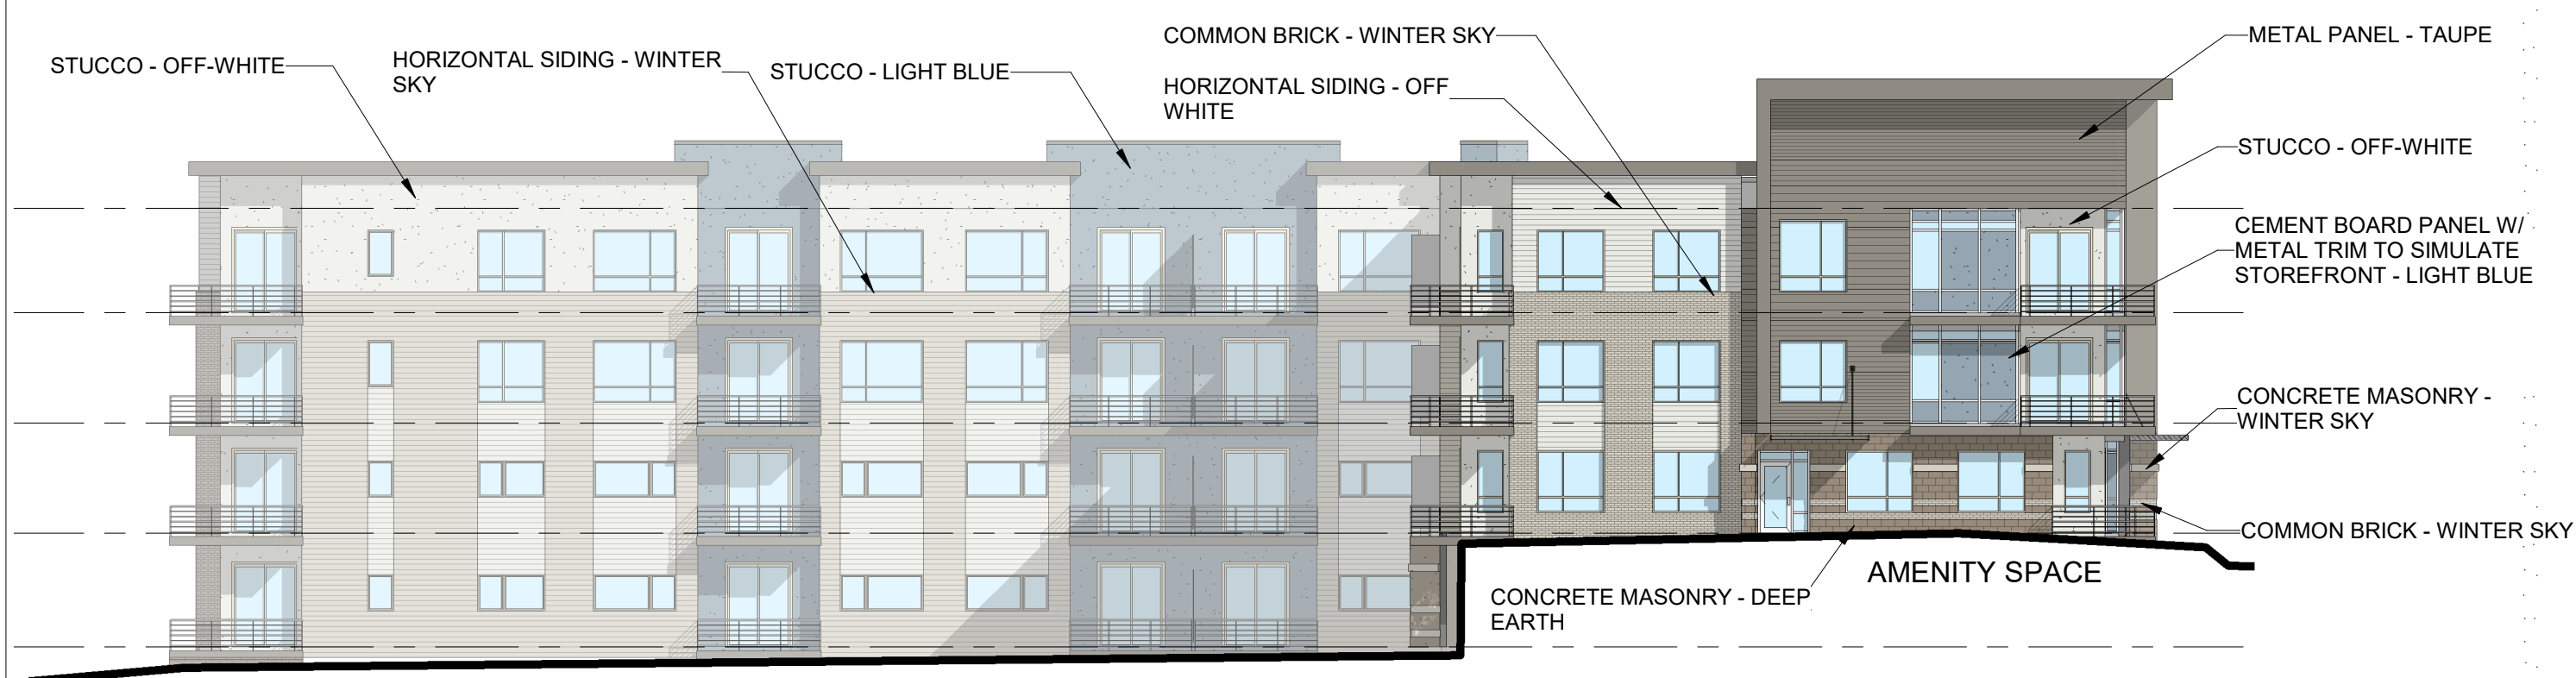 STUCCO - OFF-WHITE
HORIZONTAL SIDING - WINTER
SKY
STUCCO - LIGHT BLUE
COMMON BRICK - WINTER SKY
HORIZONTAL SIDING - OFF
WHITE
METAL PANEL - TAUPE
STUCCO - OFF-WHITE
CEMENT BOARD PANEL W/
METAL TRIM TO SIMULATE
STOREFRONT - LIGHT BLUE
CONCRETE MASONRY -
WINTER SKY
COMMON BRICK - WINTER SKY
AMENITY SPACE
CONCRETE MASONRY - DEEP
EARTH